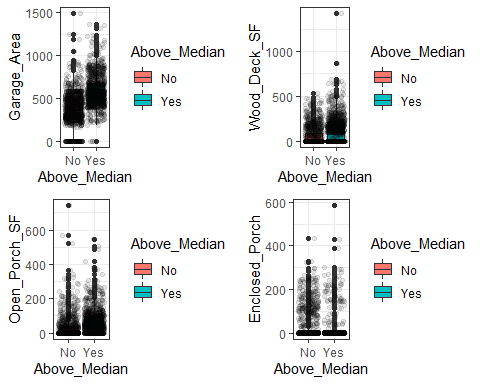 Garage_Area
1500
1000
500
0
No Yes
Above_Median
Above_Median
No
Yes
Wood_Deck_SF
1000
500
0
No Yes
Above_Median
Above_Median
No
Yes
Open_Porch_SF
600
400
200
0
No Yes
Above_Median
Above_Median
No
Yes
Enclosed_Porch
600
400
200
0
No Yes
Above_Median
Above_Median
No
Yes